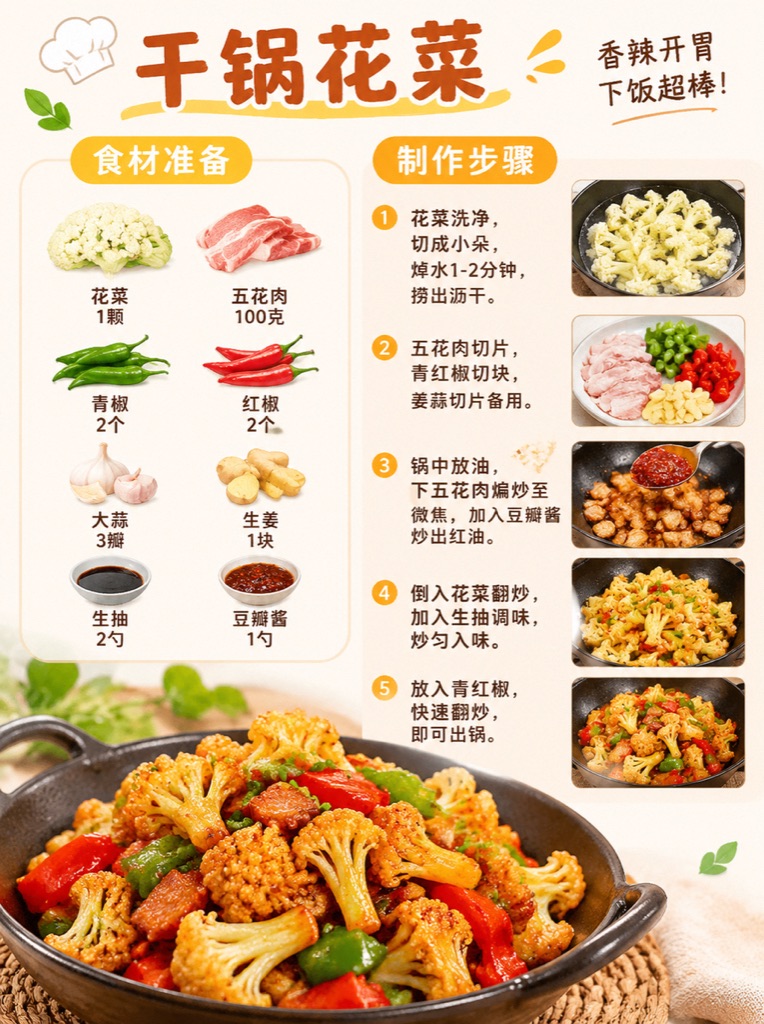 干锅花菜
香辣开胃
下饭超棒!
食材准备
花菜
1颗
五花肉
100克
青椒
2个
红椒
2个
大蒜
3瓣
生姜
1块
生抽
2勺
豆瓣酱
1勺
制作步骤
1 花菜洗净，
切成小朵，
焯水1-2分钟，
捞出沥干。
2 五花肉切片，
青红椒切块，
姜蒜切片备用。
3 锅中放油，
下五花肉煸炒至
微焦，加入豆瓣酱
炒出红油。
4 倒入花菜翻炒，
加入生抽调味，
炒匀入味。
5 放入青红椒，
快速翻炒，
即可出锅。